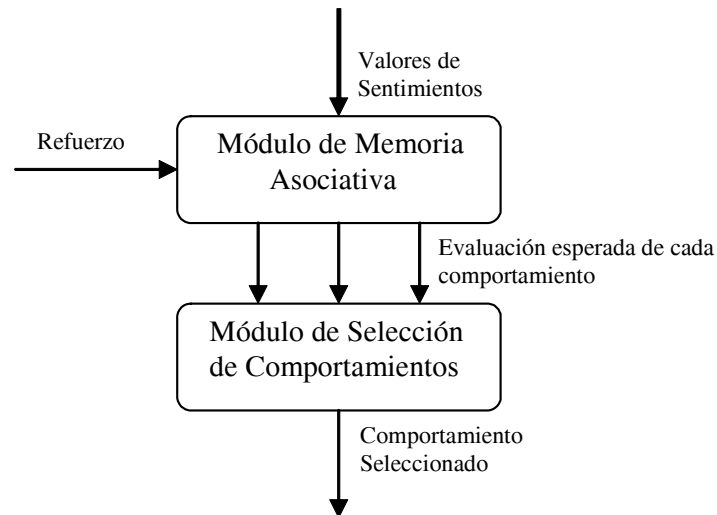 Valores de
Sentimientos
Refuerzo
Módulo de Memoria
Asociativa
Evaluación esperada de cada
comportamiento
Módulo de Selección
de Comportamientos
Comportamiento
Seleccionado